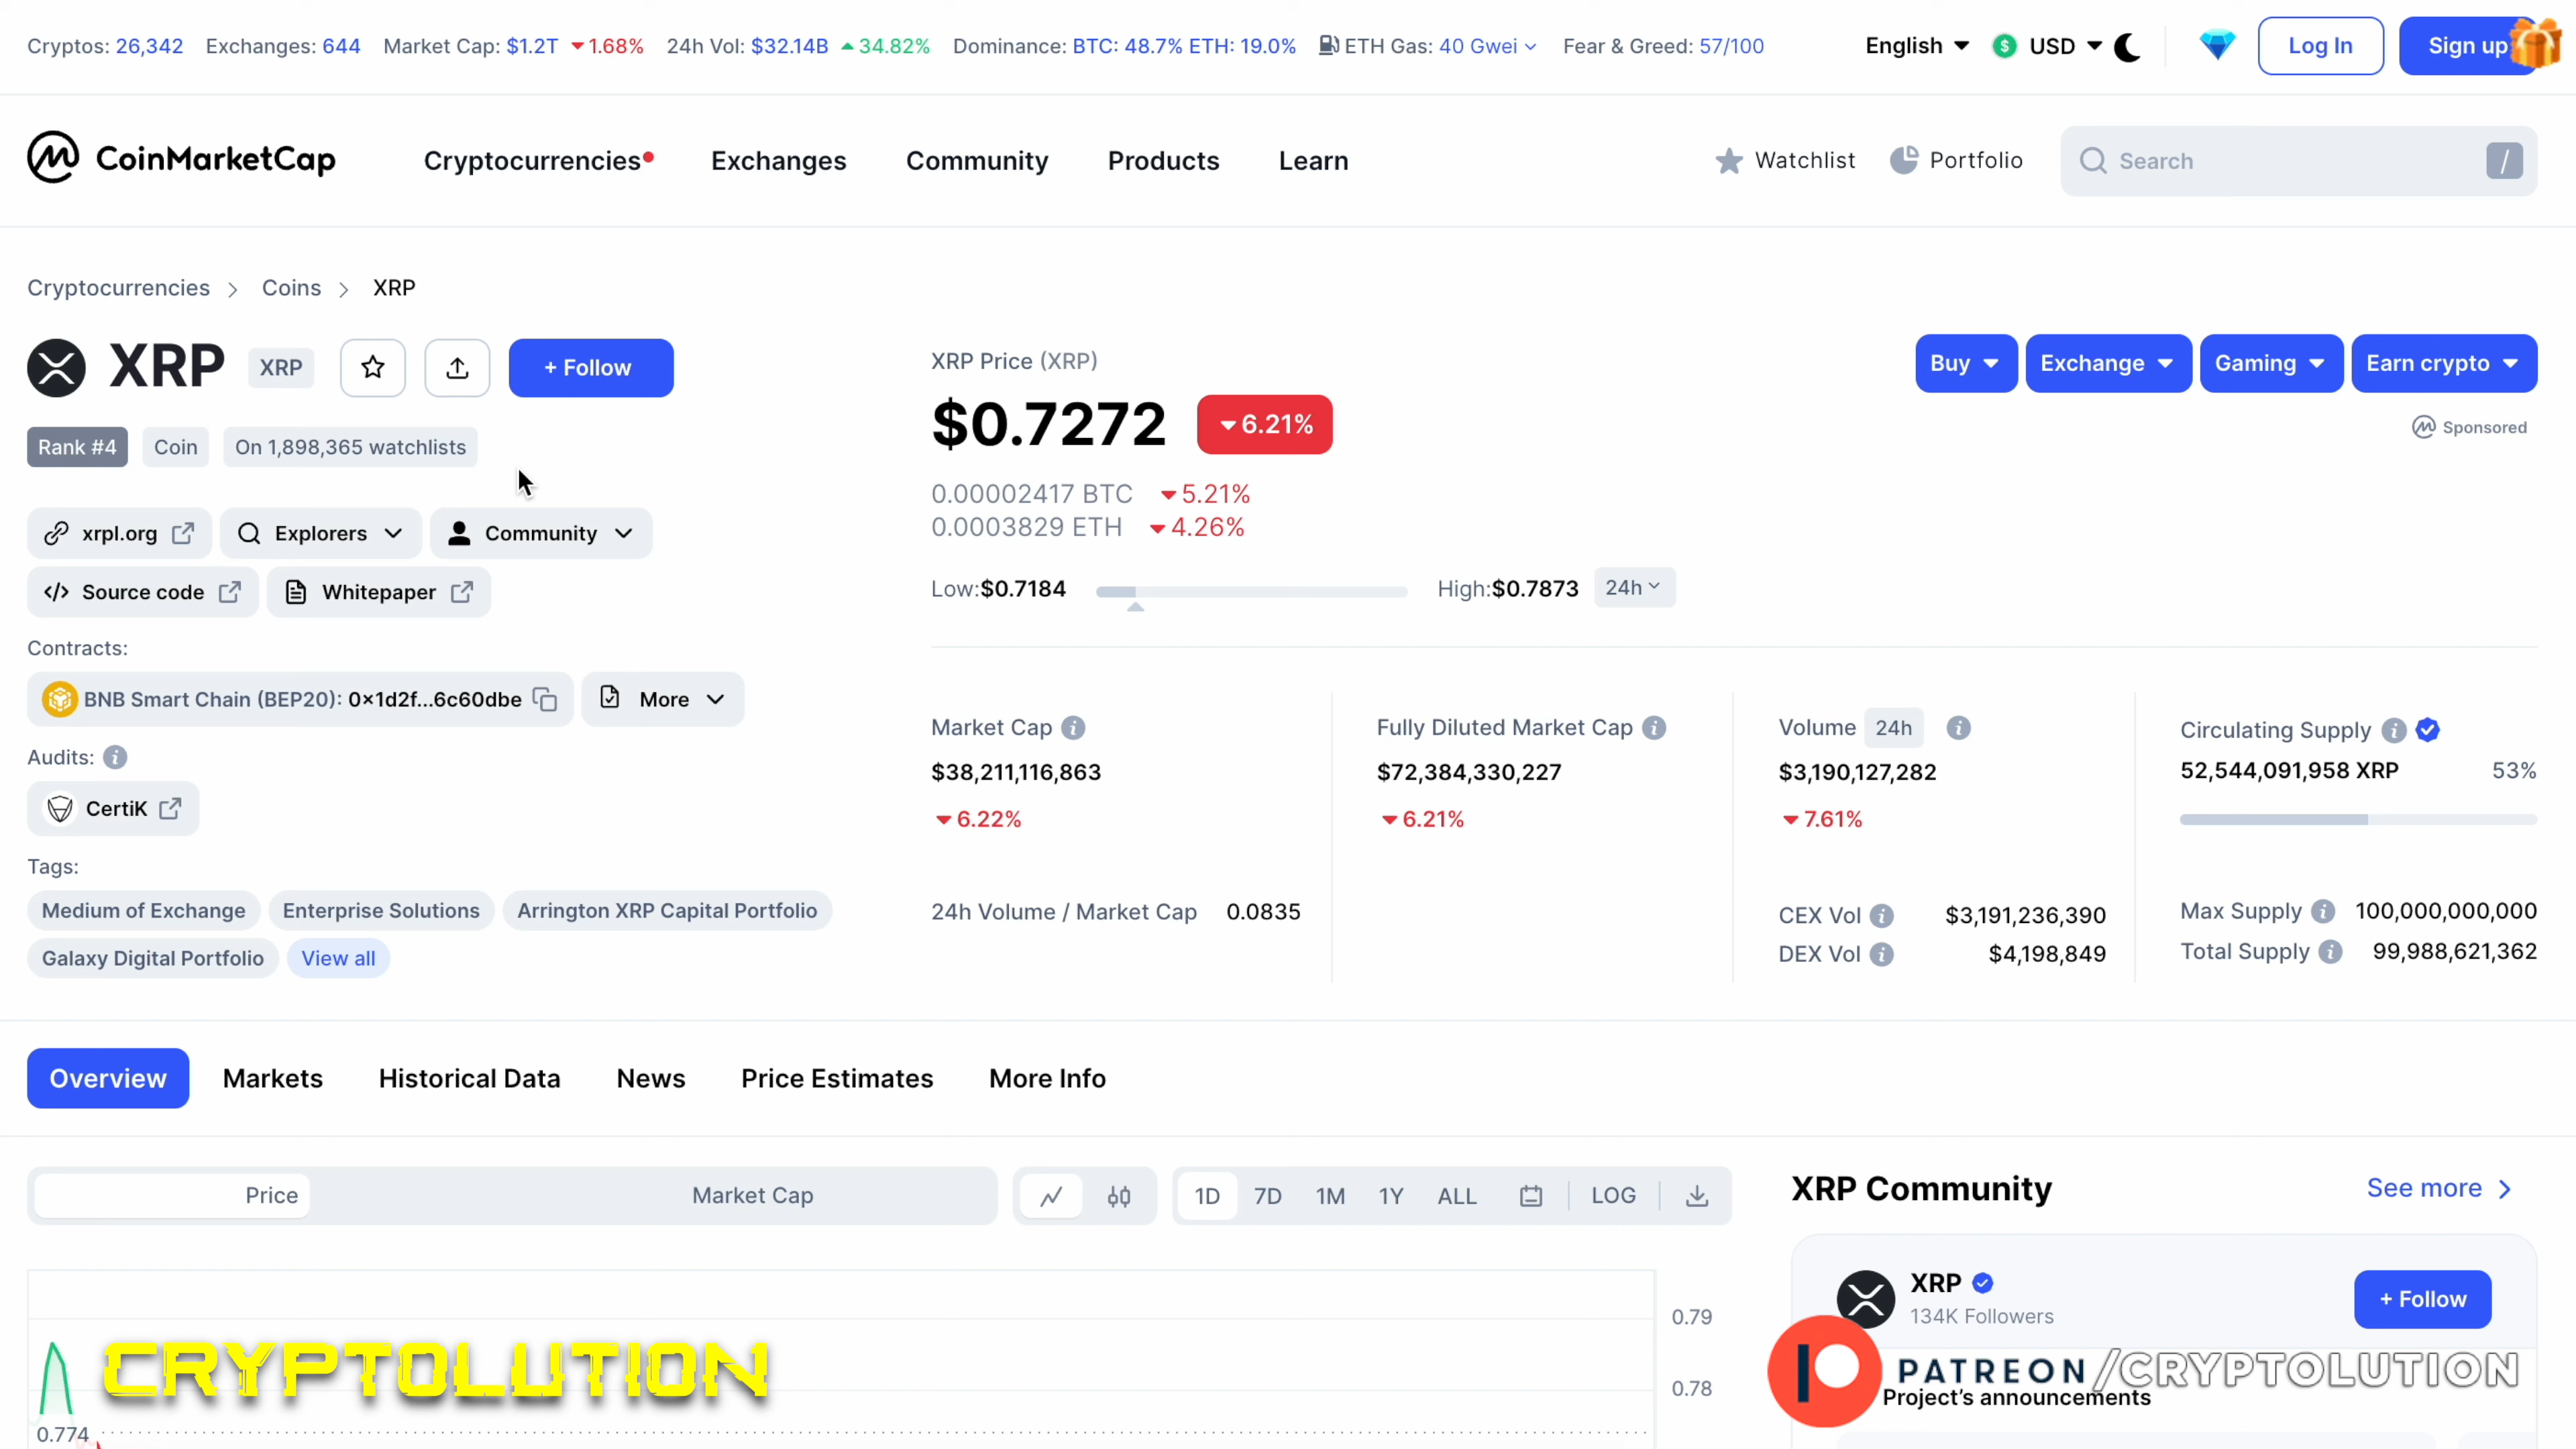 Cryptos: 26,342 Exchanges: 644 Market Cap: $1.2T 1.68% 24h Vol: $32.14B 34.82% Dominance: BTC: 48.7% ETH: 19.0% ETH Gas: 40 Gwei Fear & Greed: 57/100 English USD Log In Sign up
CoinMarketCap Cryptocurrencies Exchanges Community Products Learn Watchlist Portfolio Search /
Cryptocurrencies > Coins > XRP
XRP XRP + Follow
Rank #4 Coin On 1,898,365 watchlists
xrpl.org Explorers Community
Source code Whitepaper
Contracts:
BNB Smart Chain (BEP20): 0x1d2f...6c60dbe More
Audits:
CertiK
Tags:
Medium of Exchange Enterprise Solutions Arrington XRP Capital Portfolio
Galaxy Digital Portfolio View all
XRP Price (XRP)
$0.7272 6.21%
0.00002417 BTC 5.21%
0.0003829 ETH 4.26%
Low:$0.7184 High:$0.7873 24h
Buy Exchange Gaming Earn crypto
Sponsored
Market Cap
$38,211,116,863
6.22%
24h Volume / Market Cap 0.0835
Fully Diluted Market Cap
$72,384,330,227
6.21%
Volume 24h
$3,190,127,282
7.61%
CEX Vol $3,191,236,390
DEX Vol $4,198,849
Circulating Supply
52,544,091,958 XRP 53%
Max Supply 100,000,000,000
Total Supply 99,988,621,362
Overview Markets Historical Data News Price Estimates More Info
Price Market Cap 1D 7D 1M 1Y ALL LOG
0.79
0.78
0.774
CRYPTOLUTION
XRP Community See more
XRP
134K Followers
+ Follow
PATREON/CRYPTOLUTION
Project's announcements